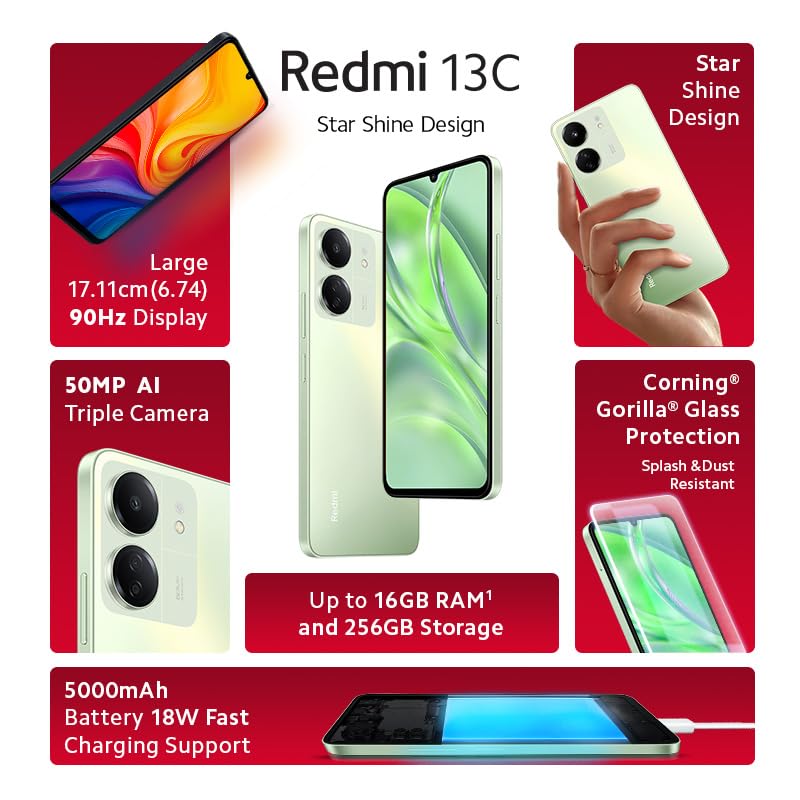 Redmi 13C
Star Shine Design
Large
17.11cm(6.74)
90Hz Display
Star
Shine
Design
Redmi
50MP AI
Triple Camera
Corning®
Gorilla® Glass
Protection
Splash &Dust
Resistant
Redmi
Up to 16GB RAM¹
and 256GB Storage
5000mAh
Battery 18W Fast
Charging Support